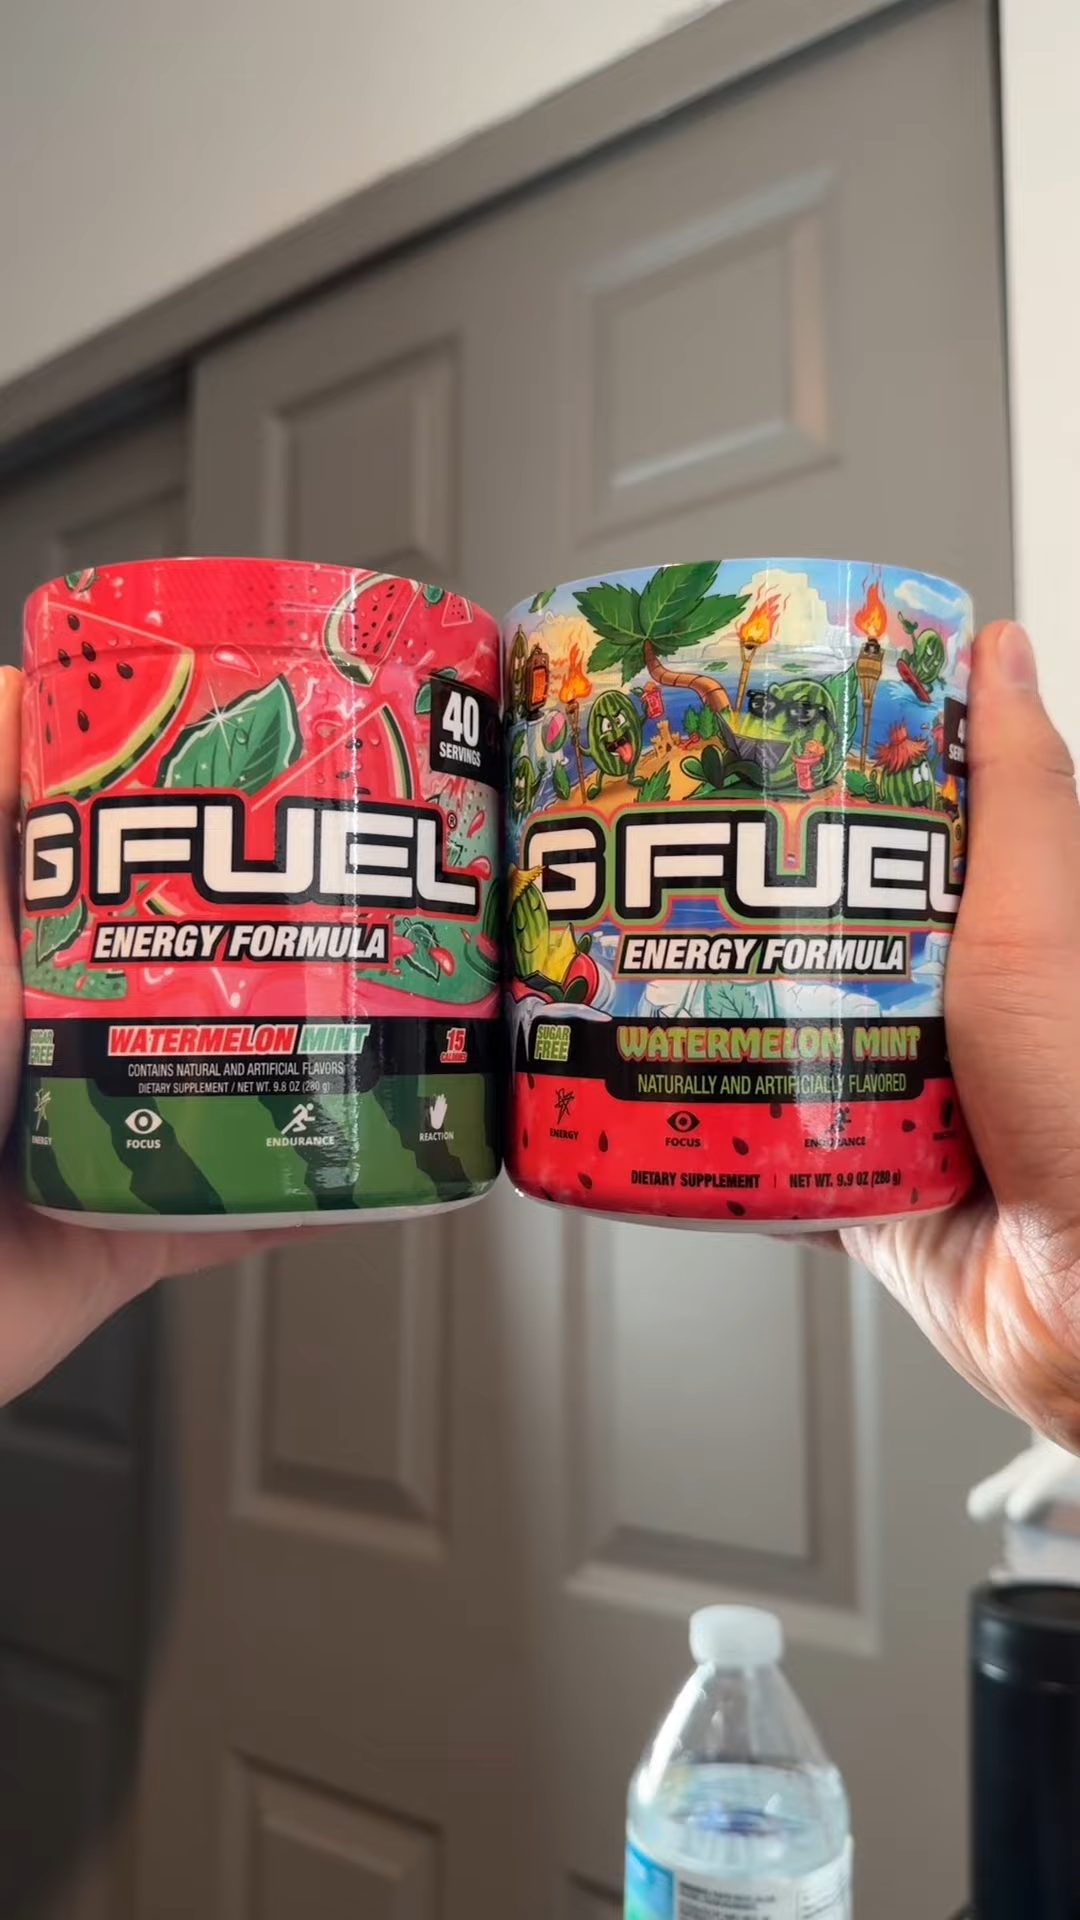 40
SERVINGS
G FUEL®
ENERGY FORMULA
SUGAR
FREE
WATERMELON MINT
15
CALORIES
CONTAINS NATURAL AND ARTIFICIAL FLAVORS
DIETARY SUPPLEMENT / NET WT. 9.8 OZ (280 g)
ENERGY
FOCUS
ENDURANCE
REACTION
G FUEL
ENERGY FORMULA
SUGAR
FREE
WATERMELON MINT
NATURALLY AND ARTIFICIALLY FLAVORED
ENERGY
FOCUS
ENDURANCE
DIETARY SUPPLEMENT | NET WT. 9.9 OZ (280 g)